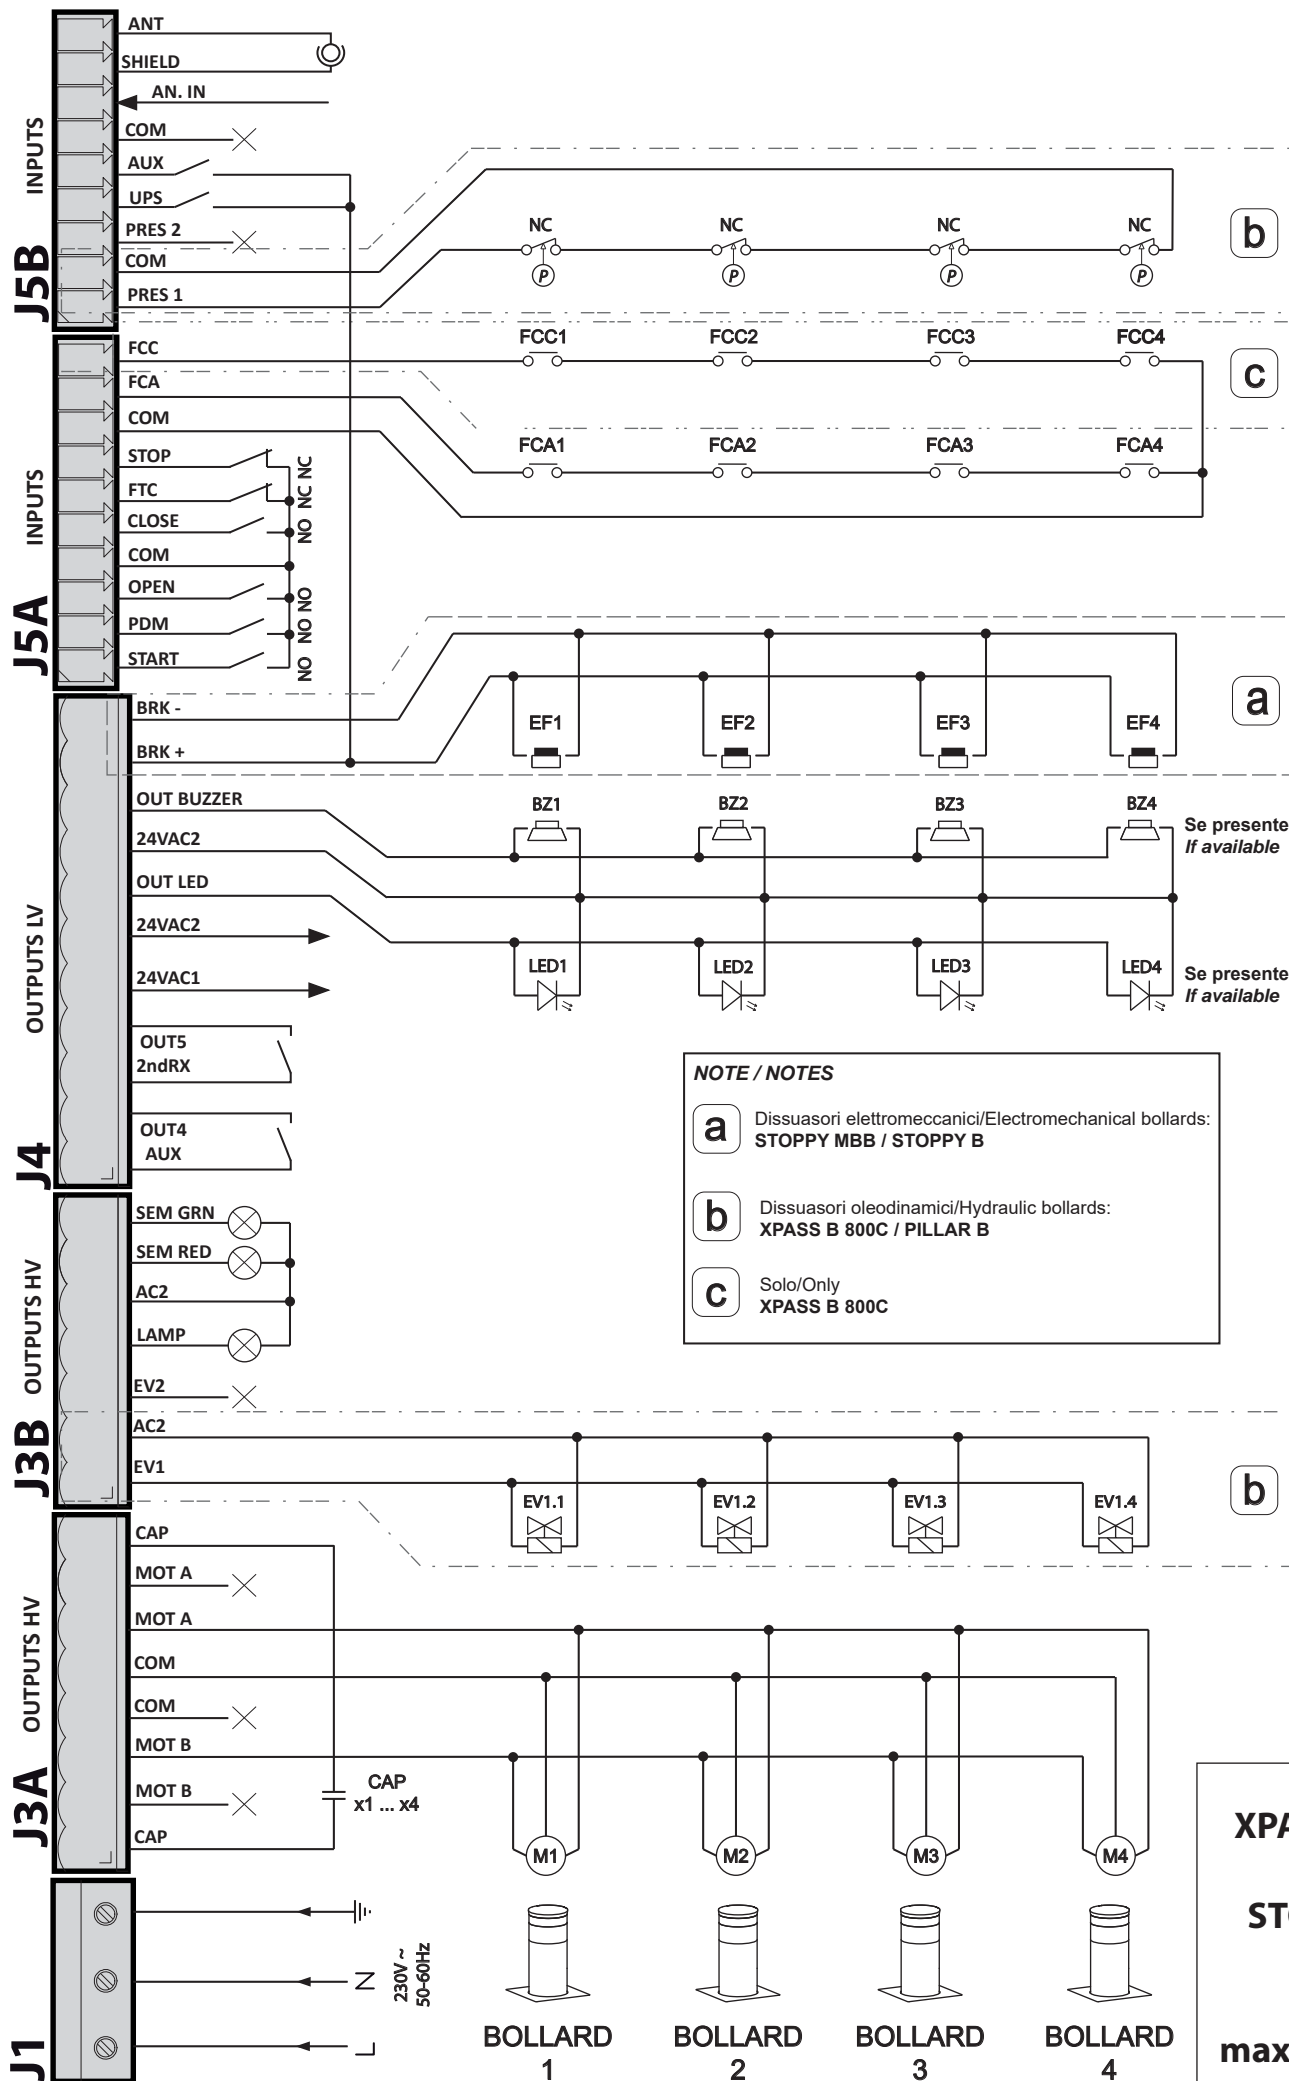 ANT
SHIELD
AN. IN
COM
AUX
UPS
PRES 2
COM
PRES 1
INPUTS
J5B
NC NC NC NC
P P P P
b
FCC
FCA
COM
STOP
FTC
CLOSE
COM
OPEN
PDM
START
INPUTS
J5A
NC NC
NO
NO NO
NO
FCC1 FCC2 FCC3 FCC4
c
FCA1 FCA2 FCA3 FCA4
BRK -
BRK +
OUT BUZZER
24VAC2
OUT LED
24VAC2
24VAC1
OUT5
2ndRX
OUT4
AUX
OUTPUTS LV
J4
EF1 EF2 EF3 EF4
a
BZ1 BZ2 BZ3 BZ4
Se presente
If available
LED1 LED2 LED3 LED4
Se presente
If available
NOTE / NOTES
a Dissuasori elettromeccanici/Electromechanical bollards:
STOPPY MBB / STOPPY B
b Dissuasori oleodinamici/Hydraulic bollards:
XPASS B 800C / PILLAR B
c Solo/Only
XPASS B 800C
SEM GRN
SEM RED
AC2
LAMP
EV2
AC2
EV1
OUTPUTS HV
J3B
EV1.1 EV1.2 EV1.3 EV1.4
b
CAP
MOT A
MOT A
COM
COM
MOT B
MOT B
CAP
OUTPUTS HV
J3A
CAP
x1 ... x4
M1 M2 M3 M4
J1
N
L
230V ~
50-60Hz
BOLLARD
1
BOLLARD
2
BOLLARD
3
BOLLARD
4
XPA
STO
max